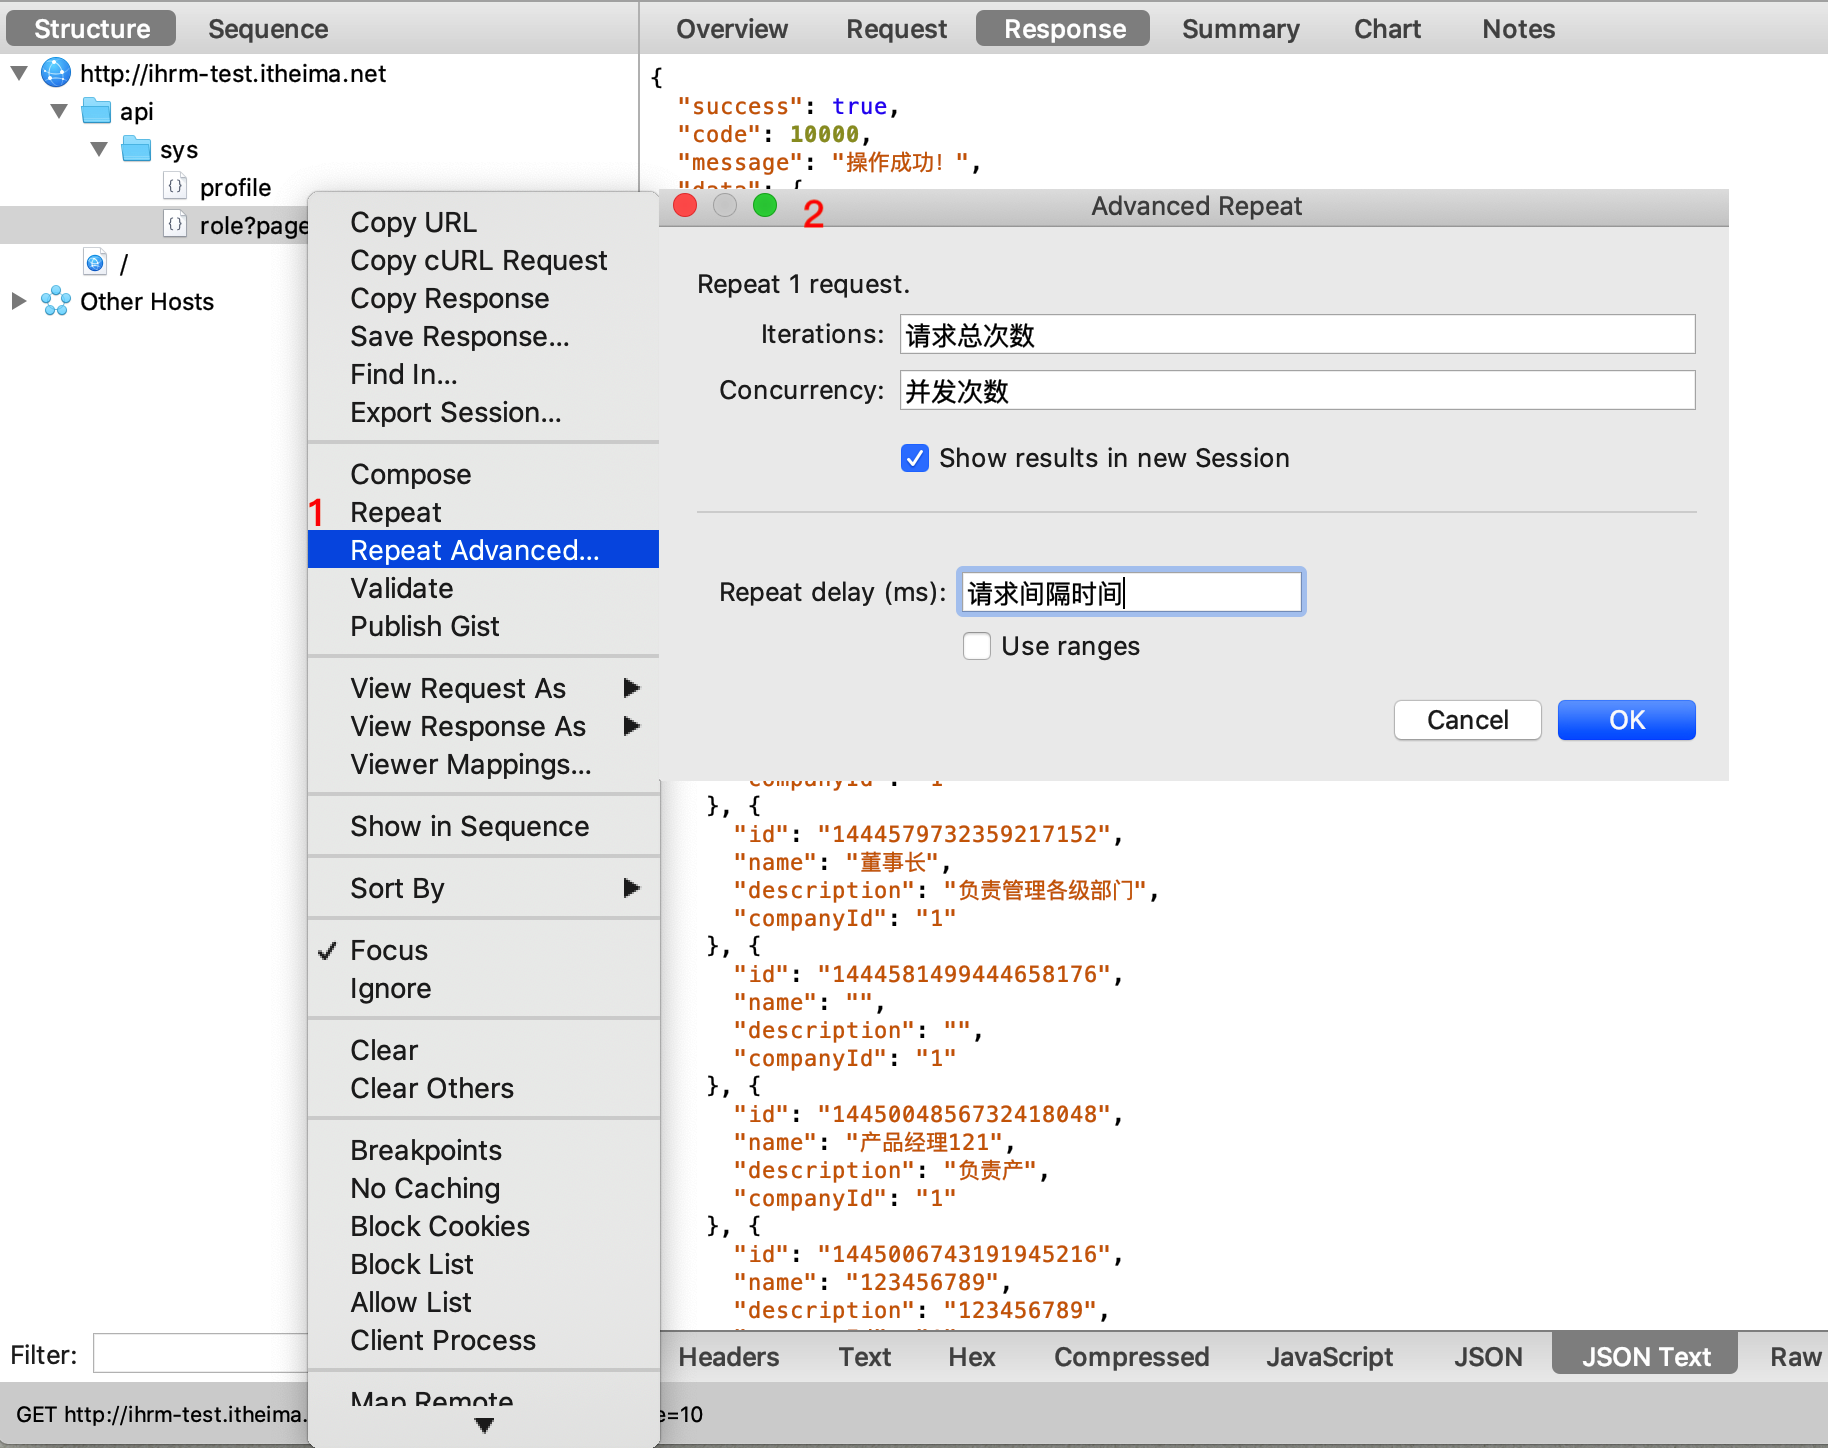 Structure Sequence
Overview Request Response Summary Chart Notes
http://ihrm-test.itheima.net
api
sys
profile
role?page
/
Other Hosts
{
"success": true,
"code": 10000,
"message": "操作成功！",
"data": {
1
Copy URL
Copy cURL Request
Copy Response
Save Response...
Find In...
Export Session...
Compose
Repeat
Repeat Advanced...
Validate
Publish Gist
View Request As
View Response As
Viewer Mappings...
Show in Sequence
Sort By
Focus
Ignore
Clear
Clear Others
Breakpoints
No Caching
Block Cookies
Block List
Allow List
Client Process
Map Remote
2
Advanced Repeat
Repeat 1 request.
Iterations: 请求总次数
Concurrency: 并发次数
Show results in new Session
Repeat delay (ms): 请求间隔时间
Use ranges
Cancel OK
"companyId": "1"
}, {
"id": "1444579732359217152",
"name": "董事长",
"description": "负责管理各级部门",
"companyId": "1"
}, {
"id": "1444581499444658176",
"name": "",
"description": "",
"companyId": "1"
}, {
"id": "1445004856732418048",
"name": "产品经理121",
"description": "负责产",
"companyId": "1"
}, {
"id": "1445006743191945216",
"name": "123456789",
"description": "123456789",
Filter:
Headers Text Hex Compressed JavaScript JSON JSON Text Raw
GET http://ihrm-test.itheima. e=10